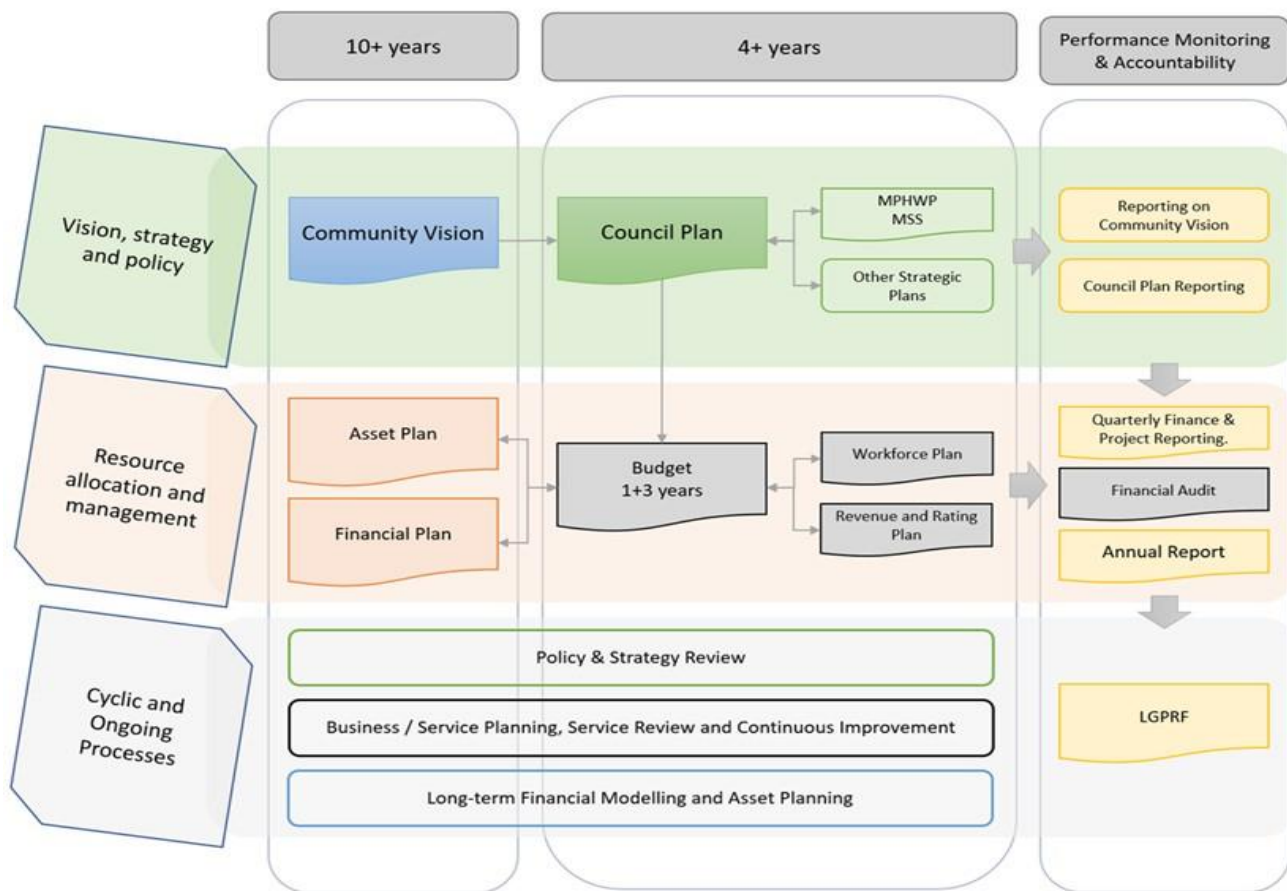 10+ years
4+ years
Performance Monitoring
& Accountability
Vision, strategy
and policy
Community Vision
Council Plan
MPHWP
MSS
Other Strategic
Plans
Reporting on
Community Vision
Council Plan Reporting
Resource
allocation and
management
Asset Plan
Financial Plan
Budget
1+3 years
Workforce Plan
Revenue and Rating
Plan
Quarterly Finance &
Project Reporting.
Financial Audit
Annual Report
Cyclic and
Ongoing
Processes
Policy & Strategy Review
Business / Service Planning, Service Review and Continuous Improvement
Long-term Financial Modelling and Asset Planning
LGPRF